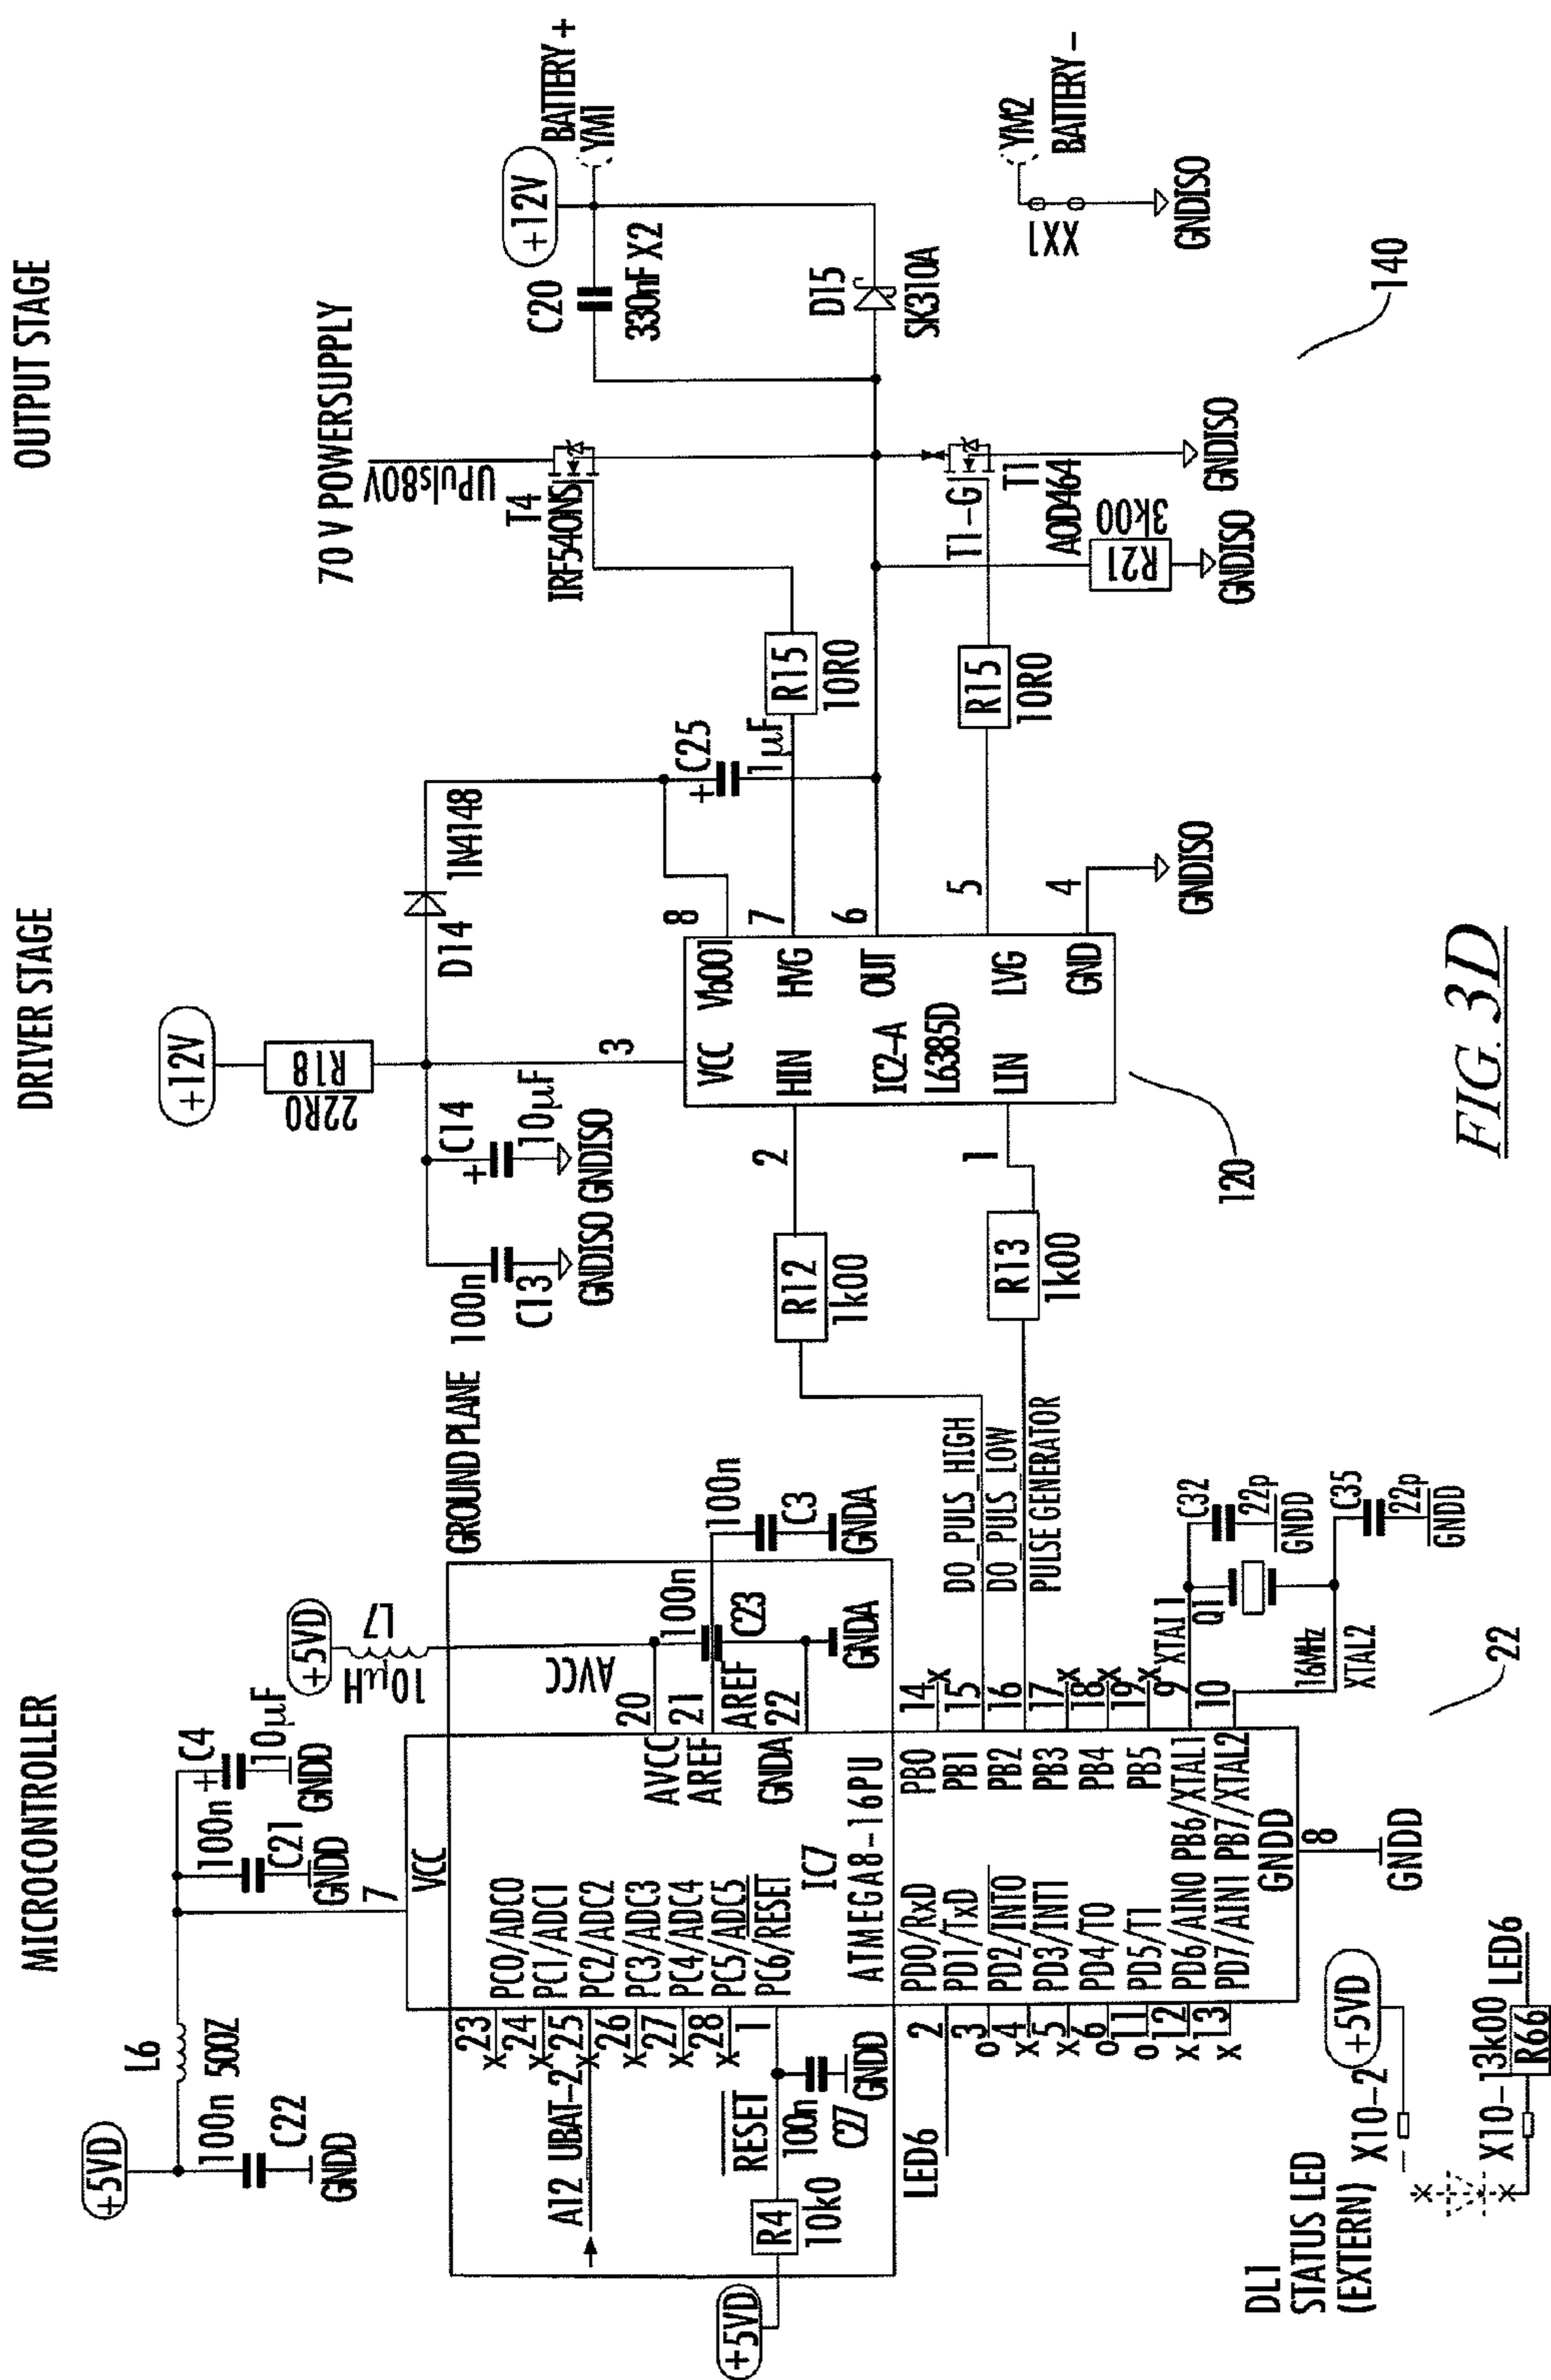 MICROCONTROLLER
DRIVER STAGE
OUTPUT STAGE
+5VD
100n
C22
GNDD
L6
500Z
100n
C21
GNDD
C4
+
10µF
GNDD
7
VCC
+5VD
L7
10µH
AVCC
GROUND PLANE
100n
C23
GNDA
100n
C3
GNDA
20
21
AREF
22
AVCC
AREF
GNDA
x 23
x 24
x 25
x 26
x 27
x 28
1
PC0/ADC0
PC1/ADC1
PC2/ADC2
PC3/ADC3
PC4/ADC4
PC5/ADC5
PC6/RESET
IC7
ATMEGA8-16PU
A12 UBAT-2
RESET
+5VD
R4
10k0
100n
C27
GNDD
LED6
2
o 3
x 4
x 5
o 6
o 11
x 12
x 13
PD0/RxD
PD1/TxD
PD2/INT0
PD3/INT1
PD4/T0
PD5/T1
PD6/AIN0
PD7/AIN1
PB0
PB1
PB2
PB3
PB4
PB5
PB6/XTAL1
PB7/XTAL2
GNDD
14 x
15
16
17 x
18 x
19 x
9
10
8
GNDD
XTAL1
Q1
16MHz
XTAL2
C32
22p
GNDD
C35
22p
GNDD
22
DO_PULS_HIGH
DO_PULS_LOW
PULSE GENERATOR
DL1
STATUS LED
(EXTERN)
X10-2
+5VD
X10-1
3k00
R66
LED6
+12V
R18
22R0
100n
C13
GNDISO
C14
+
10µF
GNDISO
D14
1N4148
3
R12
1k00
2
R13
1k00
1
VCC
Vb001
HIN
HVG
IC2-A
OUT
L6385D
LIN
LVG
GND
8
7
6
5
4
GNDISO
120
C25
+
1µF
R15
10R0
R15
10R0
70 V POWERSUPPLY
UPuls80V
T4
IRF540NS
T1-G
T1
AOD464
R21
3k00
GNDISO
GNDISO
C20
330nF X2
+12V
BATTERY +
YM1
D15
SK310A
YM2
BATTERY -
XX1
GNDISO
140
FIG. 3D